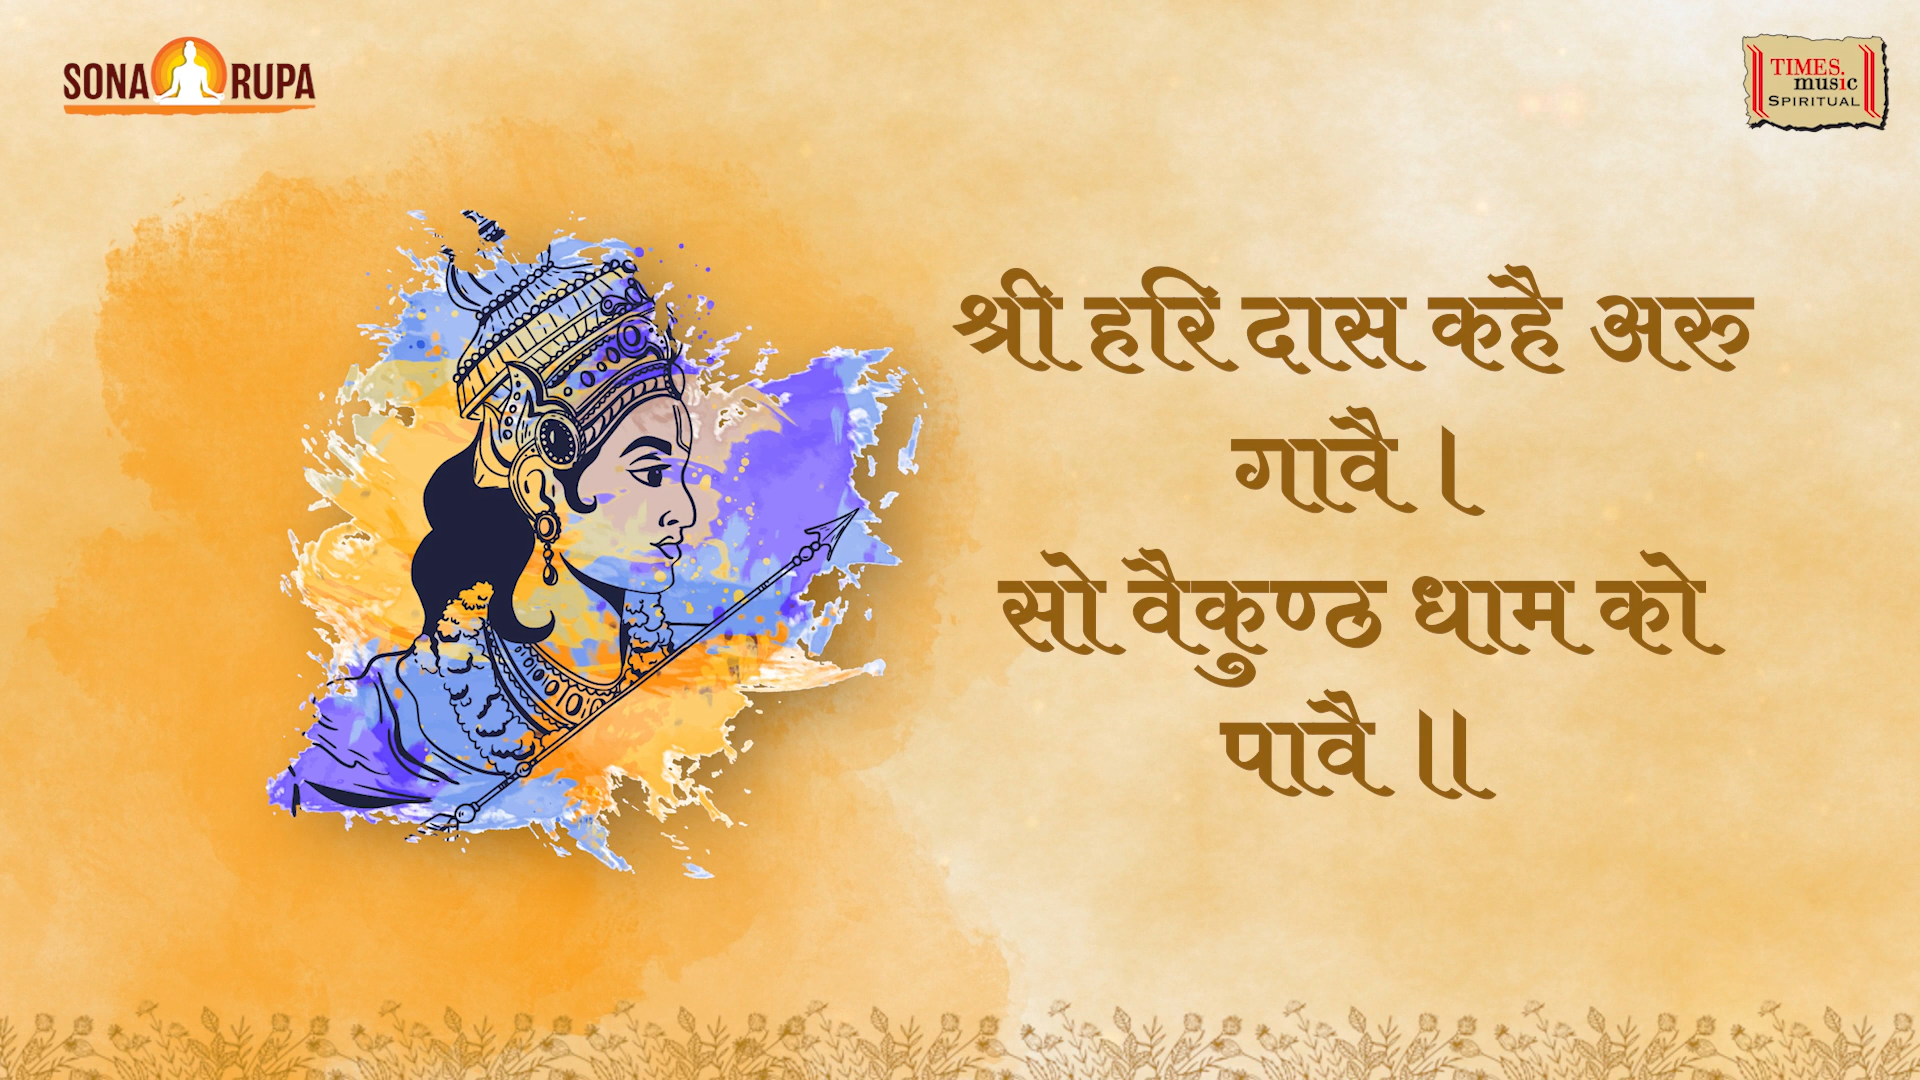 SONA RUPA
TIMES.
music
SPIRITUAL
श्री हरि दास कहै अरु
गावै ।
सो वैकुण्ठ धाम को
पावै ॥